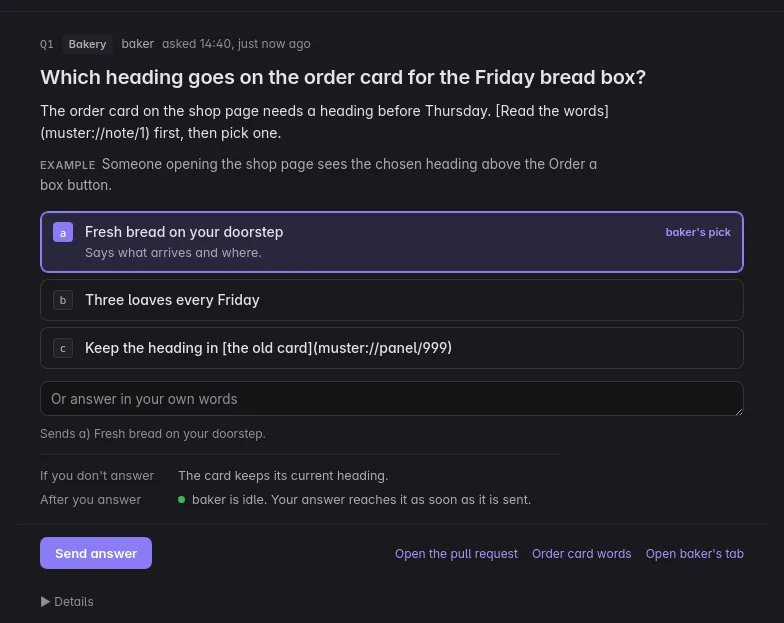 Q1 Bakery baker asked 14:40, just now ago
Which heading goes on the order card for the Friday bread box?
The order card on the shop page needs a heading before Thursday. [Read the words]
(muster://note/1) first, then pick one.
EXAMPLE Someone opening the shop page sees the chosen heading above the Order a
box button.
a Fresh bread on your doorstep baker's pick
Says what arrives and where.
b Three loaves every Friday
c Keep the heading in [the old card](muster://panel/999)
Or answer in your own words
Sends a) Fresh bread on your doorstep.
If you don't answer The card keeps its current heading.
After you answer baker is idle. Your answer reaches it as soon as it is sent.
Send answer Open the pull request Order card words Open baker's tab
Details